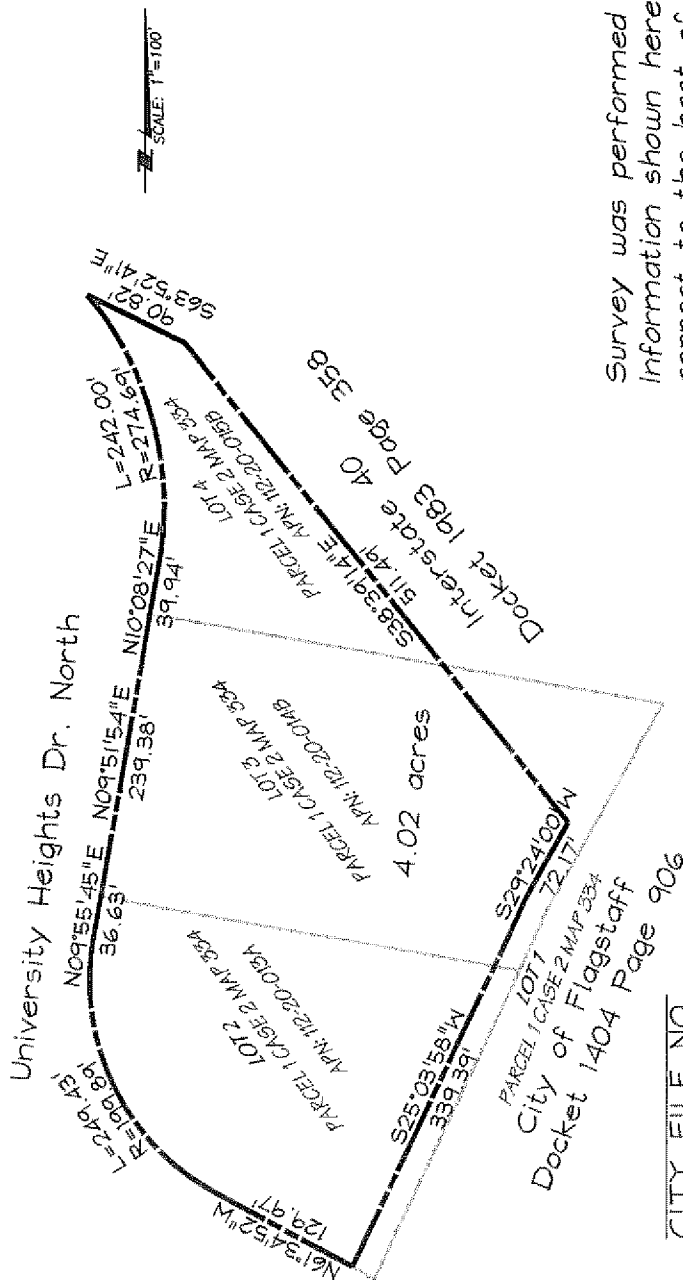 SCALE: 1"=100'
University Heights Dr. North
L=249.43'
R=199.89'
N09°55'45"E
36.63'
N09°51'54"E
239.38'
N10°08'27"E
39.94'
L=242.00'
R=274.69'
S63°52'41"E
90.82'
N61°34'52"W
129.97'
LOT 2
PARCEL 1 CASE 2 MAP 334
APN: 112-20-013A
LOT 3
PARCEL 1 CASE 2 MAP 334
APN: 112-20-014B
4.02 acres
LOT 4
PARCEL 1 CASE 2 MAP 334
APN: 112-20-015B
S38°39'14"E
511.49'
Interstate 40
Docket 1983 Page 358
S25°03'58"W
339.39'
S29°24'00"W
72.17'
LOT 1
PARCEL 1 CASE 2 MAP 334
City of Flagstaff
Docket 1404 Page 906
CITY FILE NO
Survey was performed
Information shown here